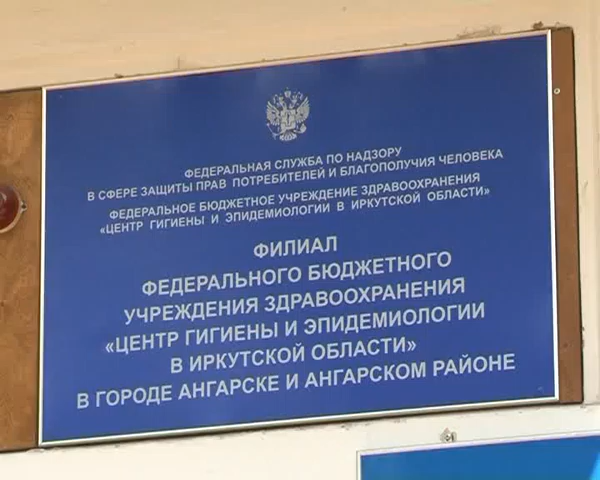 ФЕДЕРАЛЬНАЯ СЛУЖБА ПО НАДЗОРУ
В СФЕРЕ ЗАЩИТЫ ПРАВ ПОТРЕБИТЕЛЕЙ И БЛАГОПОЛУЧИЯ ЧЕЛОВЕКА
ФЕДЕРАЛЬНОЕ БЮДЖЕТНОЕ УЧРЕЖДЕНИЕ ЗДРАВООХРАНЕНИЯ
«ЦЕНТР ГИГИЕНЫ И ЭПИДЕМИОЛОГИИ В ИРКУТСКОЙ ОБЛАСТИ»
ФИЛИАЛ
ФЕДЕРАЛЬНОГО БЮДЖЕТНОГО
УЧРЕЖДЕНИЯ ЗДРАВООХРАНЕНИЯ
«ЦЕНТР ГИГИЕНЫ И ЭПИДЕМИОЛОГИИ
В ИРКУТСКОЙ ОБЛАСТИ»
В ГОРОДЕ АНГАРСКЕ И АНГАРСКОМ РАЙОНЕ